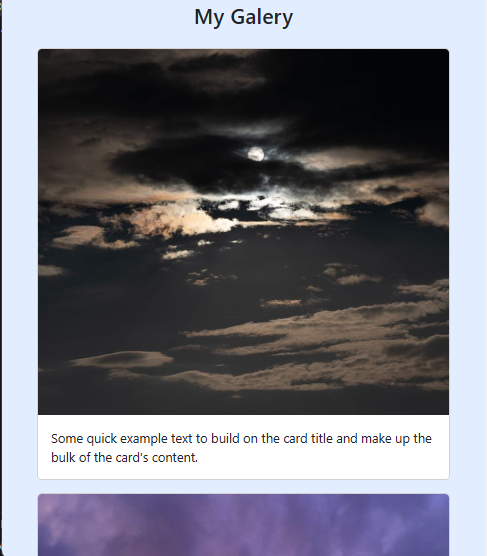 My Galery
Some quick example text to build on the card title and make up the
bulk of the card's content.